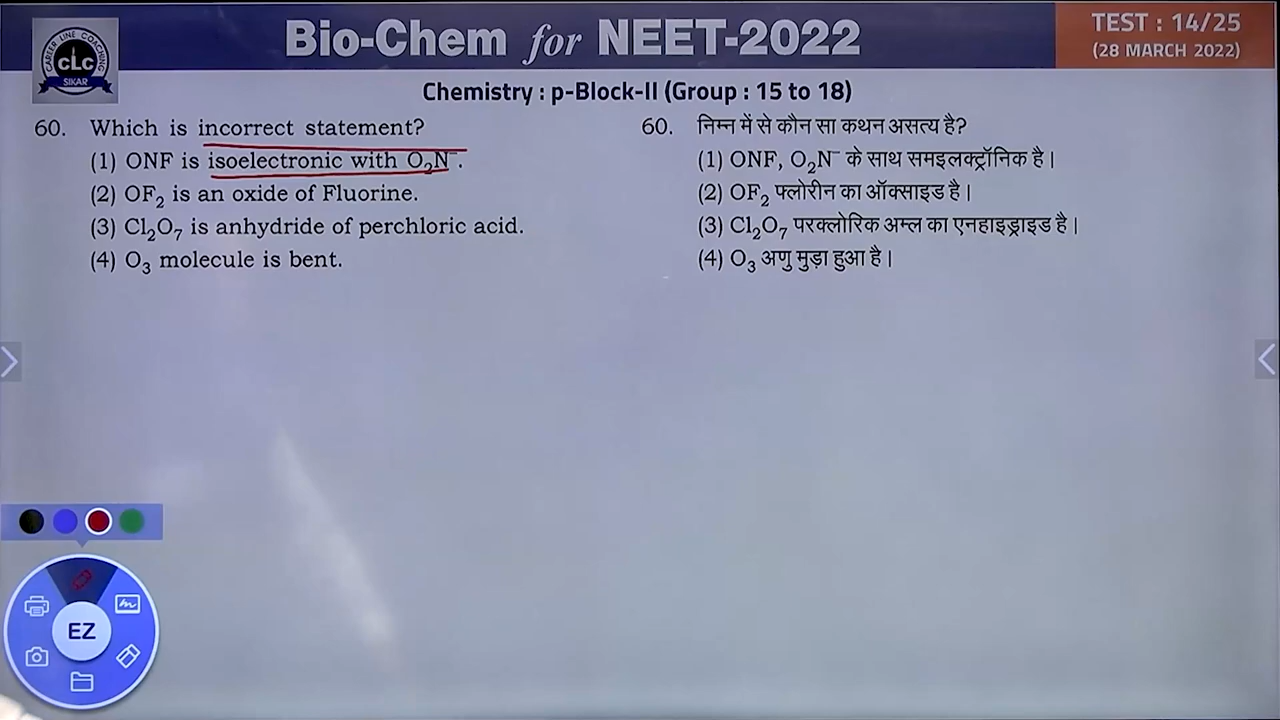 Bio-Chem for NEET-2022
TEST : 14/25
(28 MARCH 2022)
CAREER LINE COACHING
CLC
SIKAR
Chemistry : p-Block-II (Group : 15 to 18)
60. Which is incorrect statement?
(1) ONF is isoelectronic with O₂N⁻.
(2) OF₂ is an oxide of Fluorine.
(3) Cl₂O₇ is anhydride of perchloric acid.
(4) O₃ molecule is bent.
60. निम्न में से कौन सा कथन असत्य है?
(1) ONF, O₂N⁻ के साथ समइलक्ट्रॉनिक है।
(2) OF₂ फ्लोरीन का ऑक्साइड है।
(3) Cl₂O₇ परक्लोरिक अम्ल का एनहाइड्राइड है।
(4) O₃ अणु मुड़ा हुआ है।
EZ